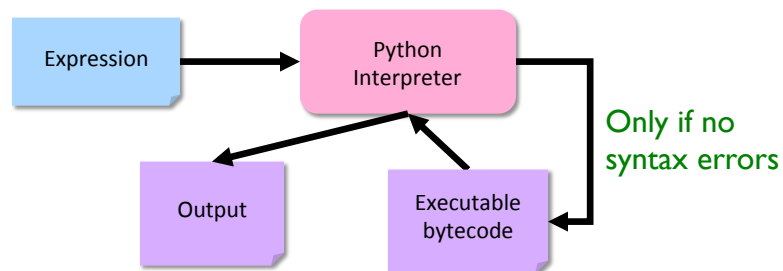 Expression
Python
Interpreter
Only if no
syntax errors
Output
Executable
bytecode